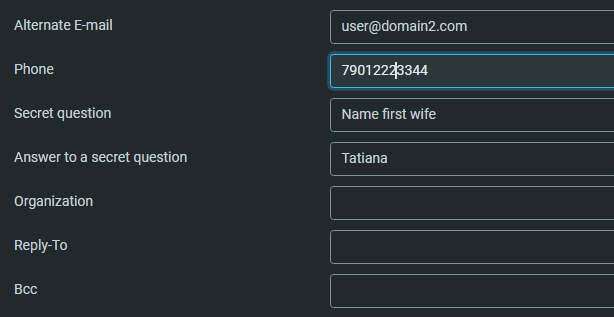 Alternate E-mail user@domain2.com
Phone 79012223344
Secret question Name first wife
Answer to a secret question Tatiana
Organization
Reply-To
Bcc